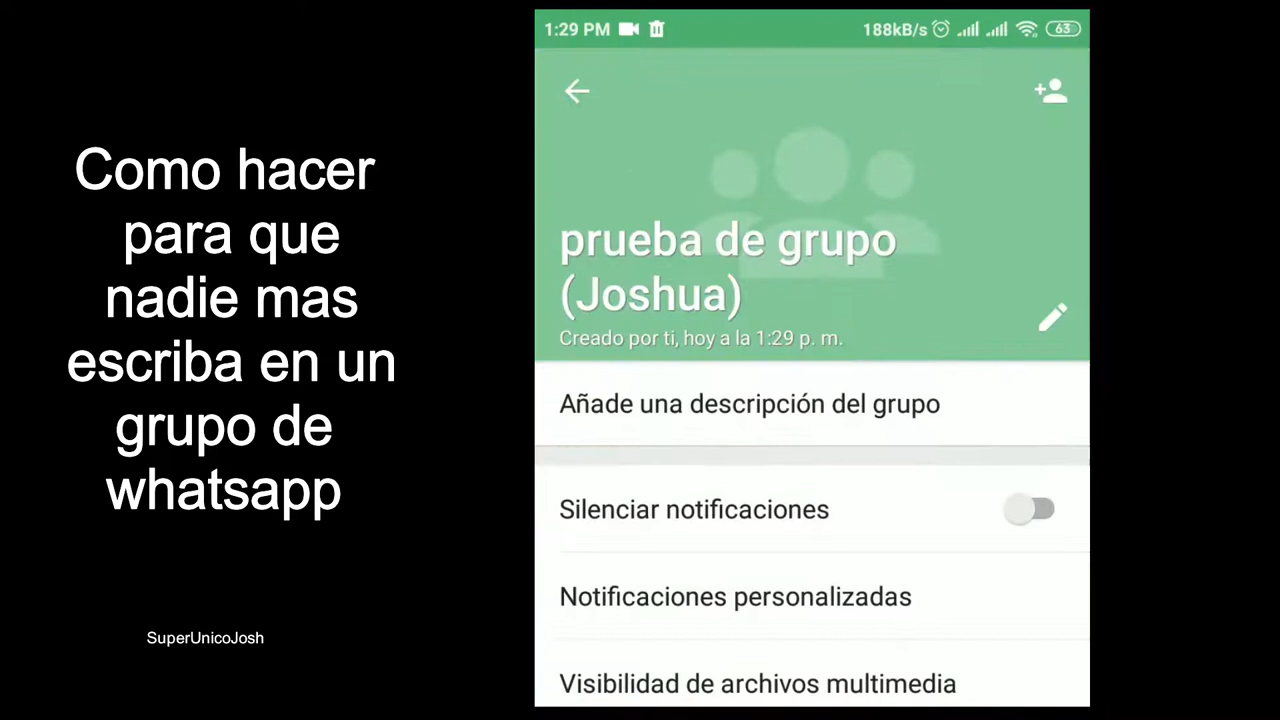 Como hacer
para que
nadie mas
escriba en un
grupo de
whatsapp
SuperUnicoJosh
1:29 PM
188kB/s
63
prueba de grupo
(Joshua)
Creado por ti, hoy a la 1:29 p. m.
Añade una descripción del grupo
Silenciar notificaciones
Notificaciones personalizadas
Visibilidad de archivos multimedia